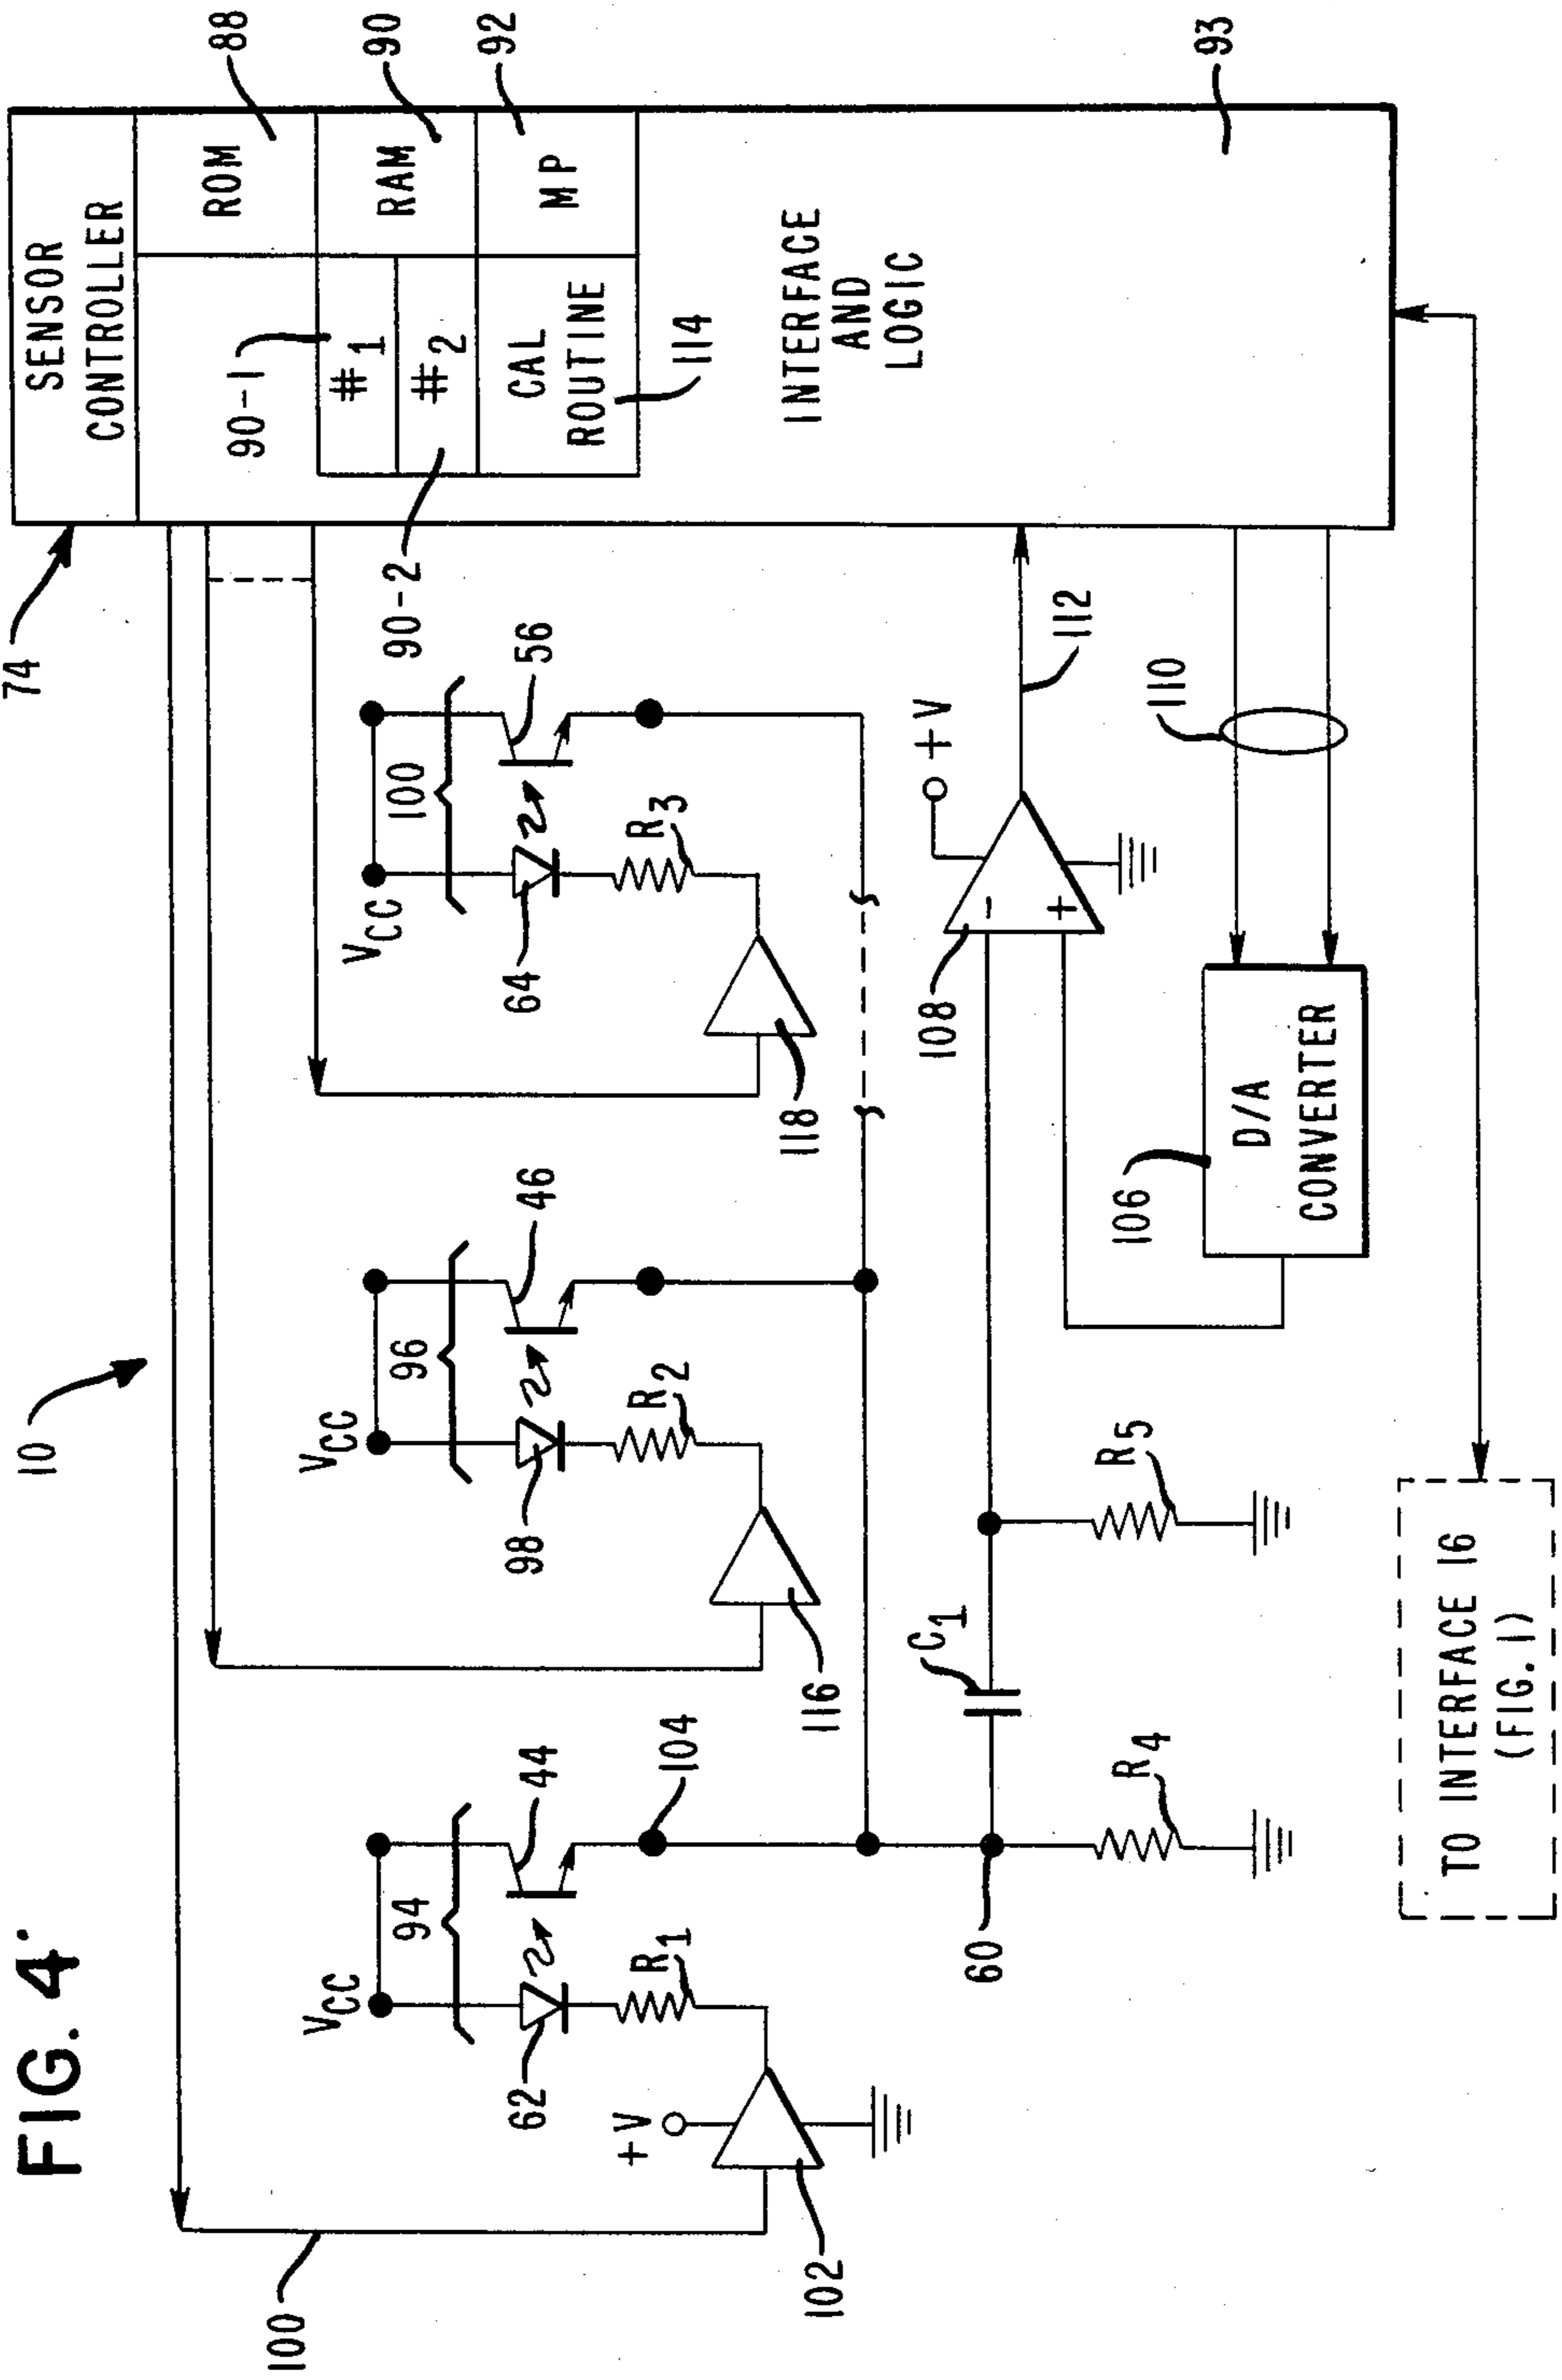 FIG. 4
10
74
SENSOR
CONTROLLER
ROM
88
90-1
#1
RAM
90
90-2
#2
CAL
ROUTINE
MP
92
114
INTERFACE
AND
LOGIC
93
100
VCC
94
62
44
R1
+V
102
104
VCC
96
98
46
R2
116
VCC
100
64
56
R3
118
60
C1
R4
R5
108
-
+
+V
112
110
106
D/A
CONVERTER
TO INTERFACE 16
(FIG. 1)